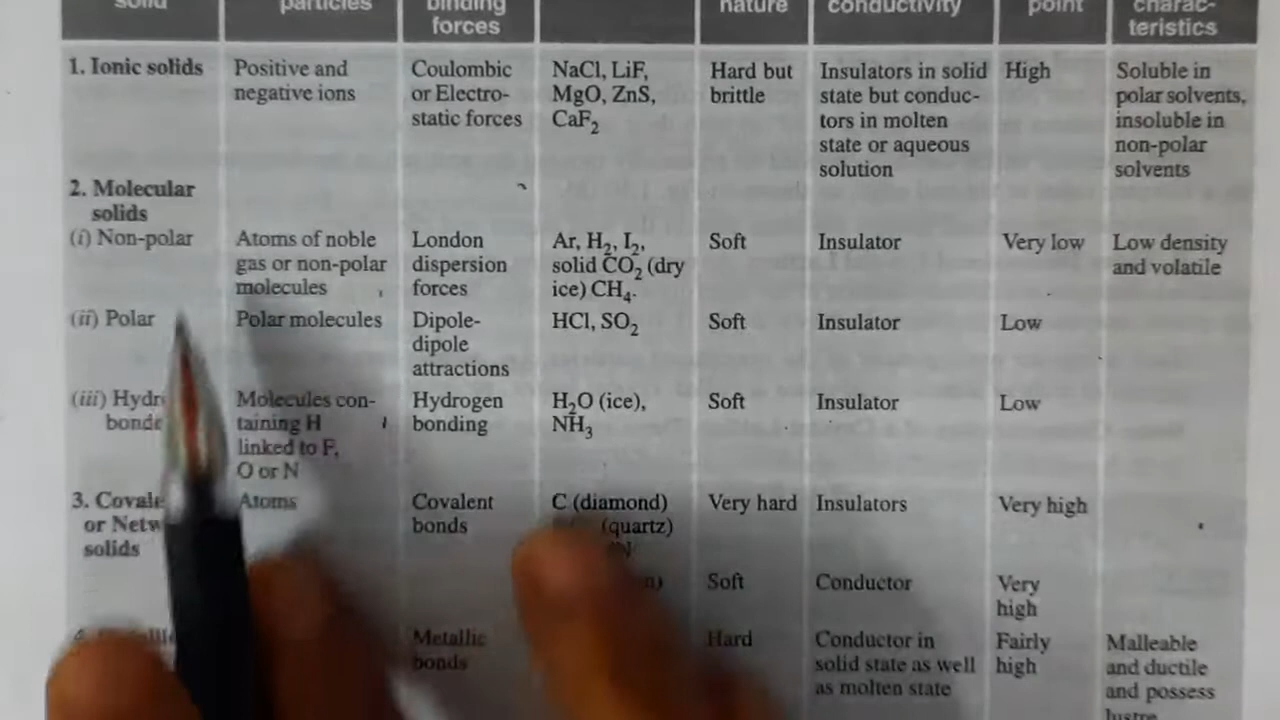 solid particles binding nature conductivity point charac-
forces teristics
1. Ionic solids Positive and Coulombic NaCl, LiF, Hard but Insulators in solid High Soluble in
negative ions or Electro- MgO, ZnS, brittle state but conduc- polar solvents,
static forces CaF₂ tors in molten insoluble in
state or aqueous non-polar
solution solvents
2. Molecular
solids
(i) Non-polar Atoms of noble London Ar, H₂, I₂, Soft Insulator Very low Low density
gas or non-polar dispersion solid CO₂ (dry and volatile
molecules forces ice) CH₄.
(ii) Polar Polar molecules Dipole- HCl, SO₂ Soft Insulator Low
dipole
attractions
(iii) Molecules con- Hydrogen H₂O (ice), Soft Insulator Low
taining H bonding NH₃
linked to F,
O or N
3. Atoms Covalent C (diamond) Very hard Insulators Very high
or bonds (quartz)
solids
Soft Conductor Very
high
Metallic Hard Conductor in Fairly Malleable
bonds solid state as well high and ductile
as molten state and possess
lustre